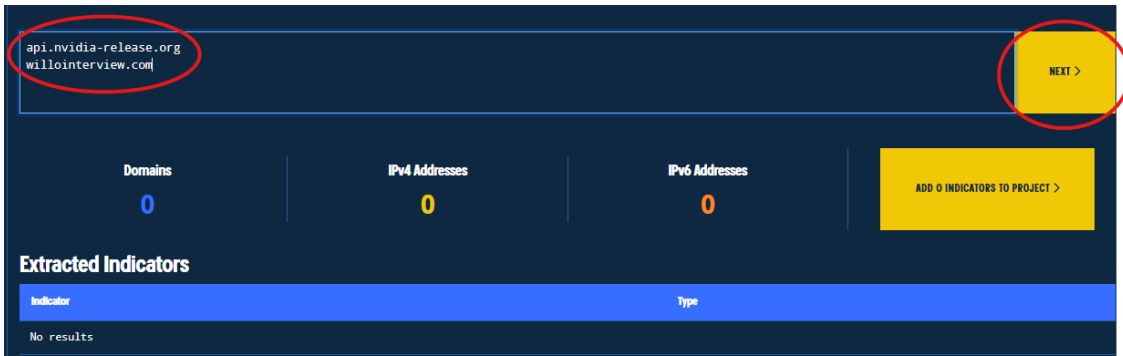 api.nvidia-release.org
willointerview.com
NEXT >
Domains
IPv4 Addresses
IPv6 Addresses
0
0
0
ADD 0 INDICATORS TO PROJECT >
Extracted Indicators
Indicator
Type
No results